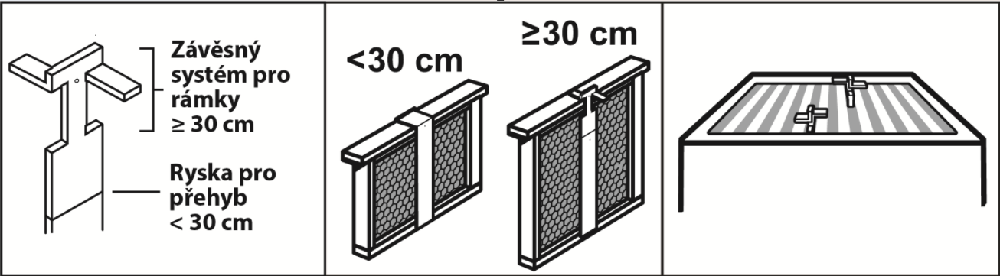 Závěsný
systém pro
rámky
≥ 30 cm
Ryska pro
přehyb
< 30 cm
<30 cm
≥30 cm